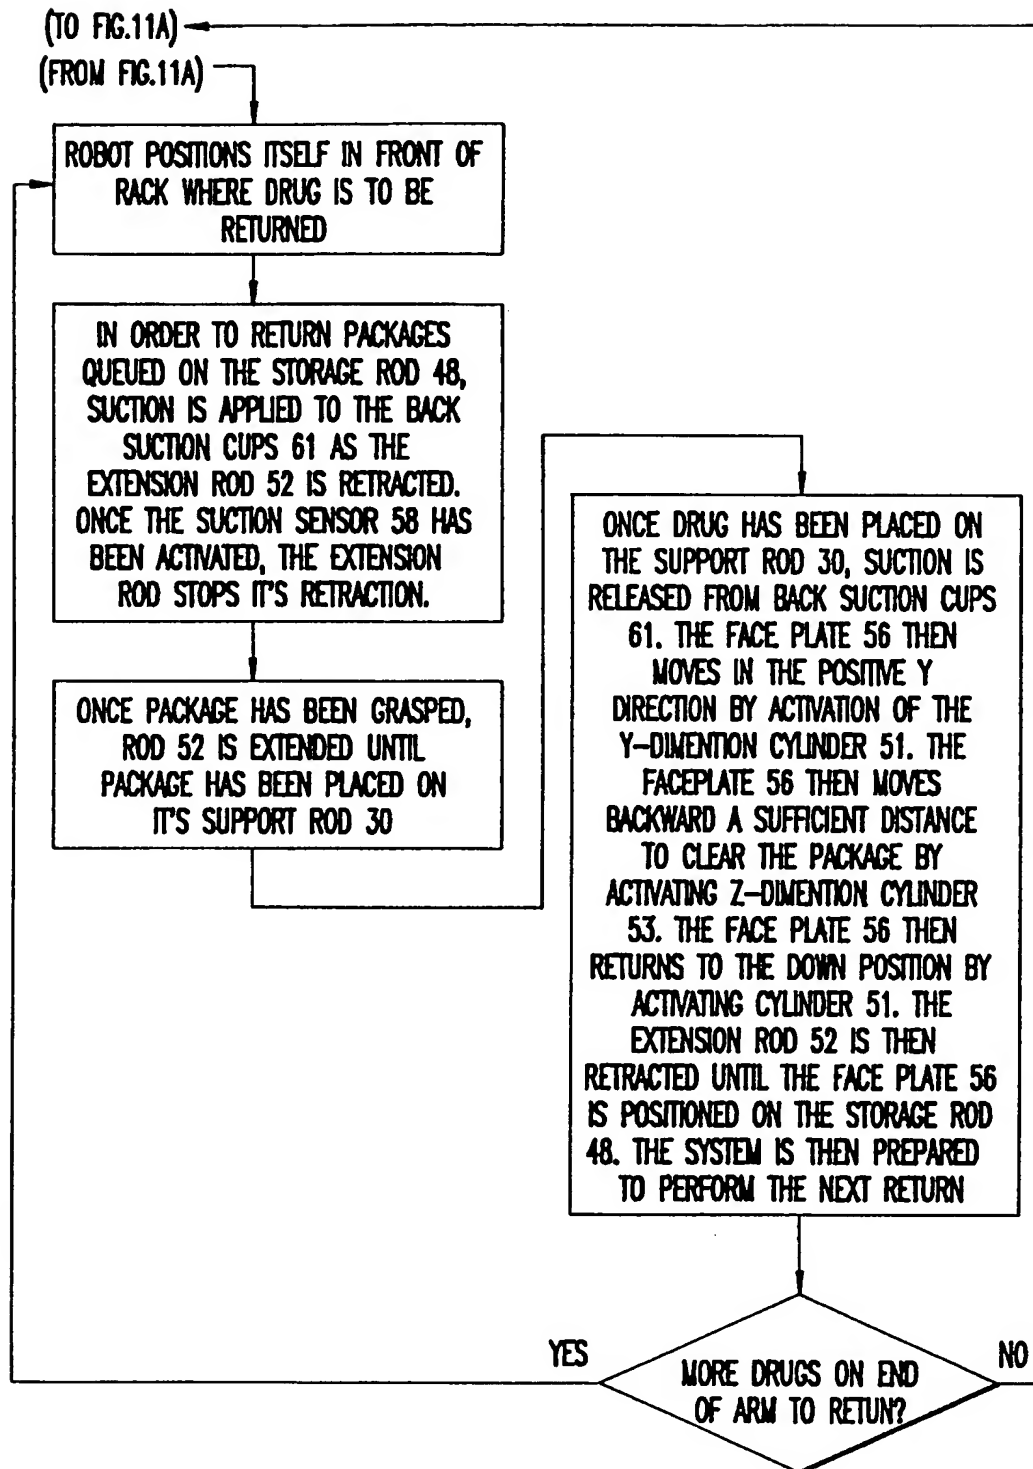 (TO FIG.11A)
(FROM FIG.11A)
ROBOT POSITIONS ITSELF IN FRONT OF
RACK WHERE DRUG IS TO BE
RETURNED
IN ORDER TO RETURN PACKAGES
QUEUED ON THE STORAGE ROD 48,
SUCTION IS APPLIED TO THE BACK
SUCTION CUPS 61 AS THE
EXTENSION ROD 52 IS RETRACTED.
ONCE THE SUCTION SENSOR 58 HAS
BEEN ACTIVATED, THE EXTENSION
ROD STOPS IT'S RETRACTION.
ONCE PACKAGE HAS BEEN GRASPED,
ROD 52 IS EXTENDED UNTIL
PACKAGE HAS BEEN PLACED ON
IT'S SUPPORT ROD 30
ONCE DRUG HAS BEEN PLACED ON
THE SUPPORT ROD 30, SUCTION IS
RELEASED FROM BACK SUCTION CUPS
61. THE FACE PLATE 56 THEN
MOVES IN THE POSITIVE Y
DIRECTION BY ACTIVATION OF THE
Y-DIMENTION CYLINDER 51. THE
FACEPLATE 56 THEN MOVES
BACKWARD A SUFFICIENT DISTANCE
TO CLEAR THE PACKAGE BY
ACTIVATING Z-DIMENTION CYLINDER
53. THE FACE PLATE 56 THEN
RETURNS TO THE DOWN POSITION BY
ACTIVATING CYLINDER 51. THE
EXTENSION ROD 52 IS THEN
RETRACTED UNTIL THE FACE PLATE 56
IS POSITIONED ON THE STORAGE ROD
48. THE SYSTEM IS THEN PREPARED
TO PERFORM THE NEXT RETURN
YES
MORE DRUGS ON END
OF ARM TO RETUN?
NO